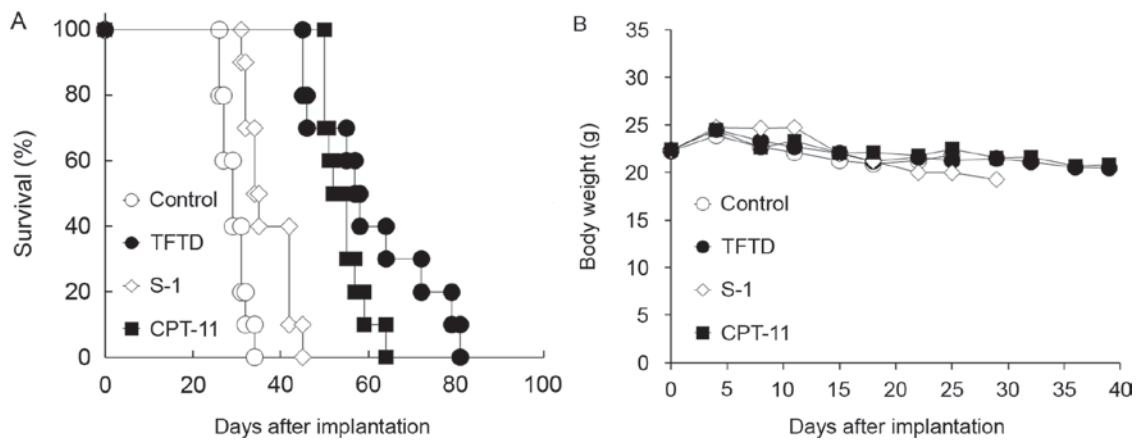 A
Survival (%)
100
80
60
40
20
0
Control
TFTD
S-1
CPT-11
0 20 40 60 80 100
Days after implantation
B
Body weight (g)
35
30
25
20
15
10
5
0
Control
TFTD
S-1
CPT-11
0 5 10 15 20 25 30 35 40
Days after implantation